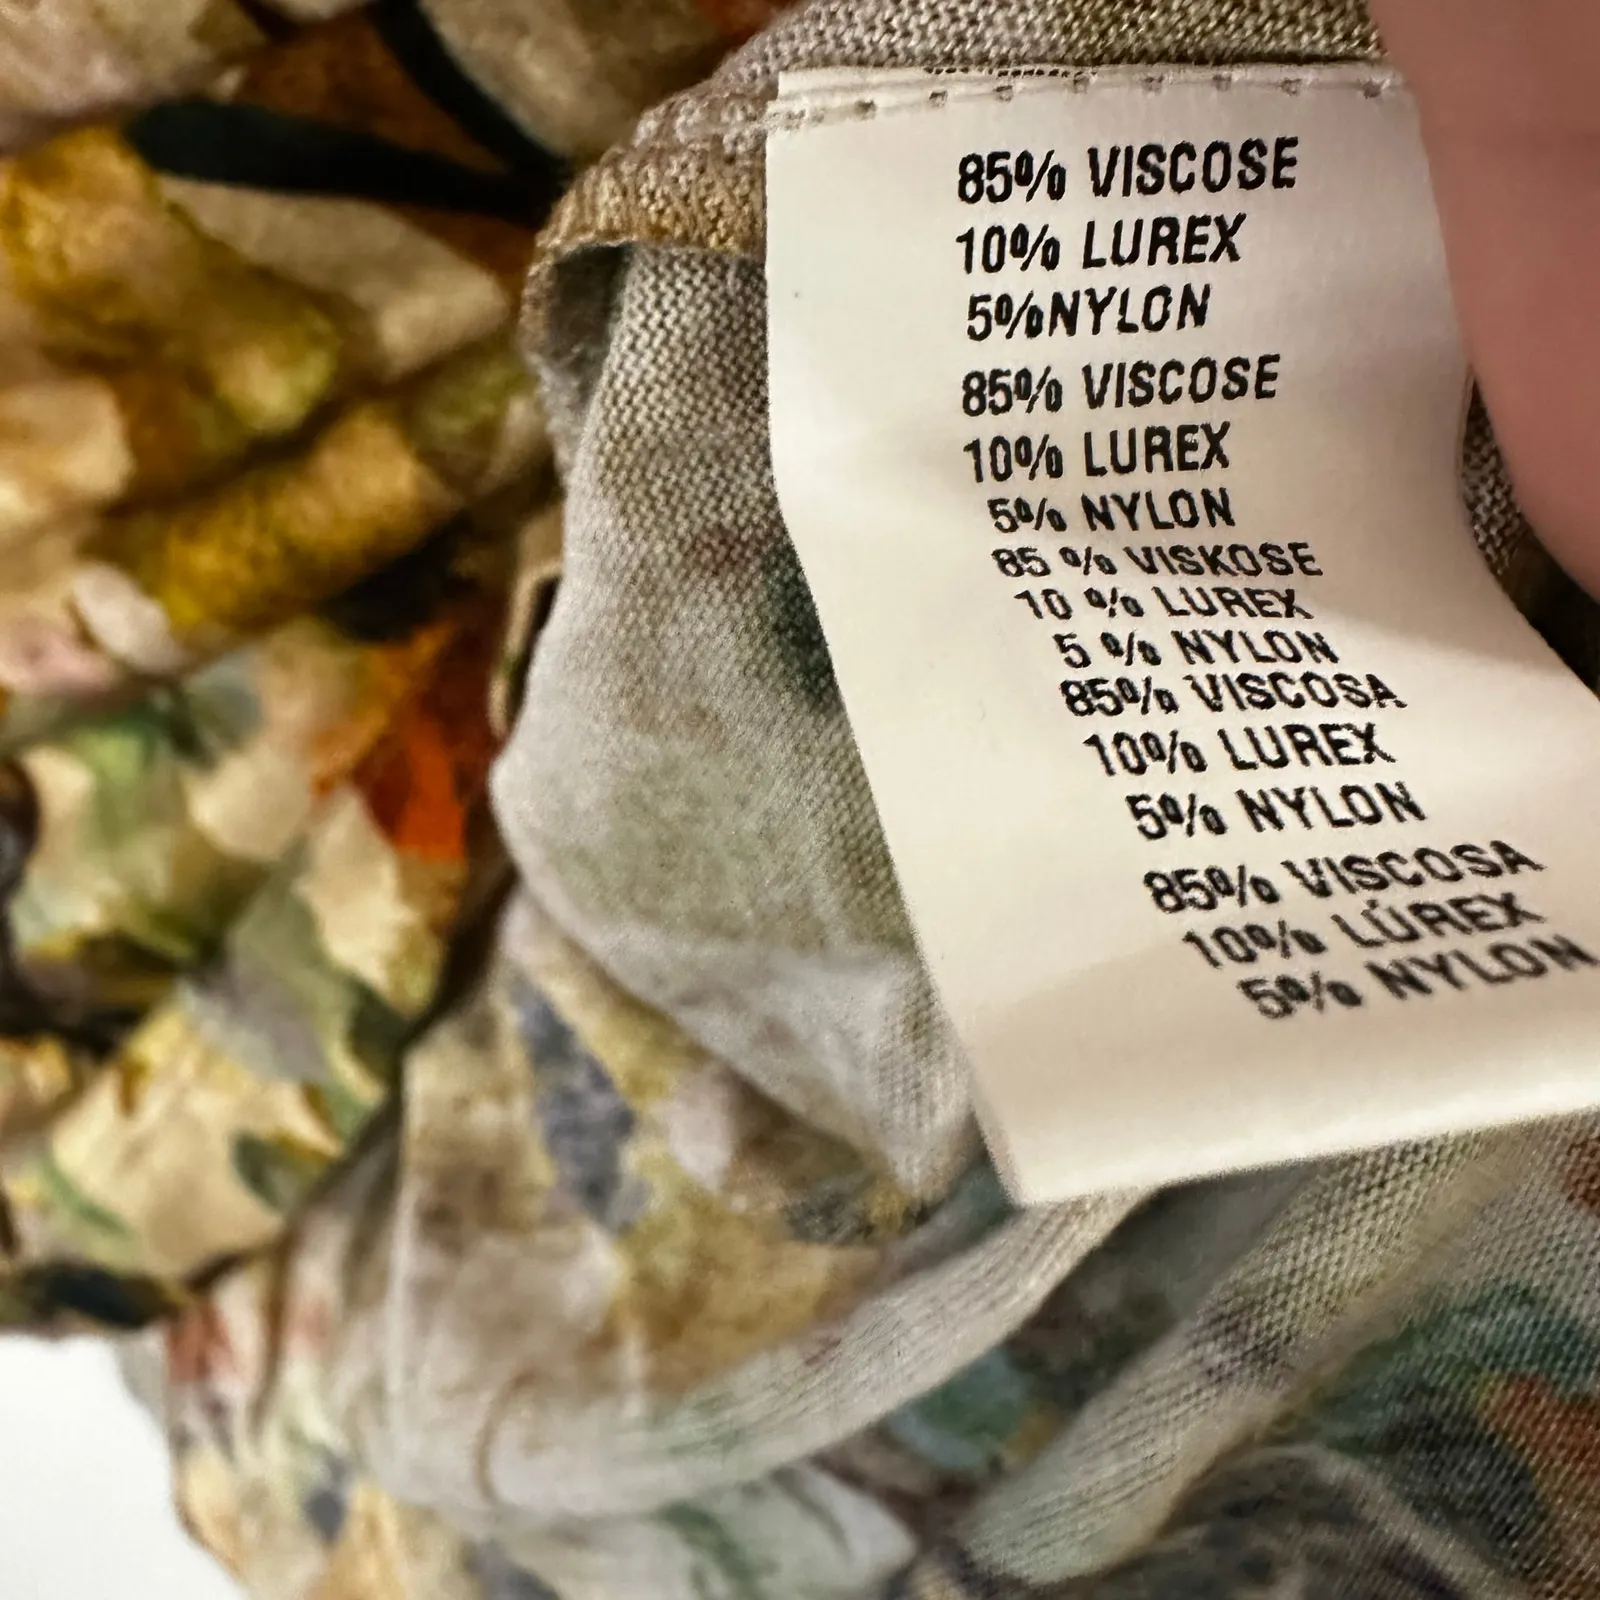 85% VISCOSE
10% LUREX
5%NYLON
85% VISCOSE
10% LUREX
5% NYLON
85 % VISKOSE
10 % LUREX
5 % NYLON
85% VISCOSA
10% LUREX
5% NYLON
85% VISCOSA
10% LÚREX
5% NYLON